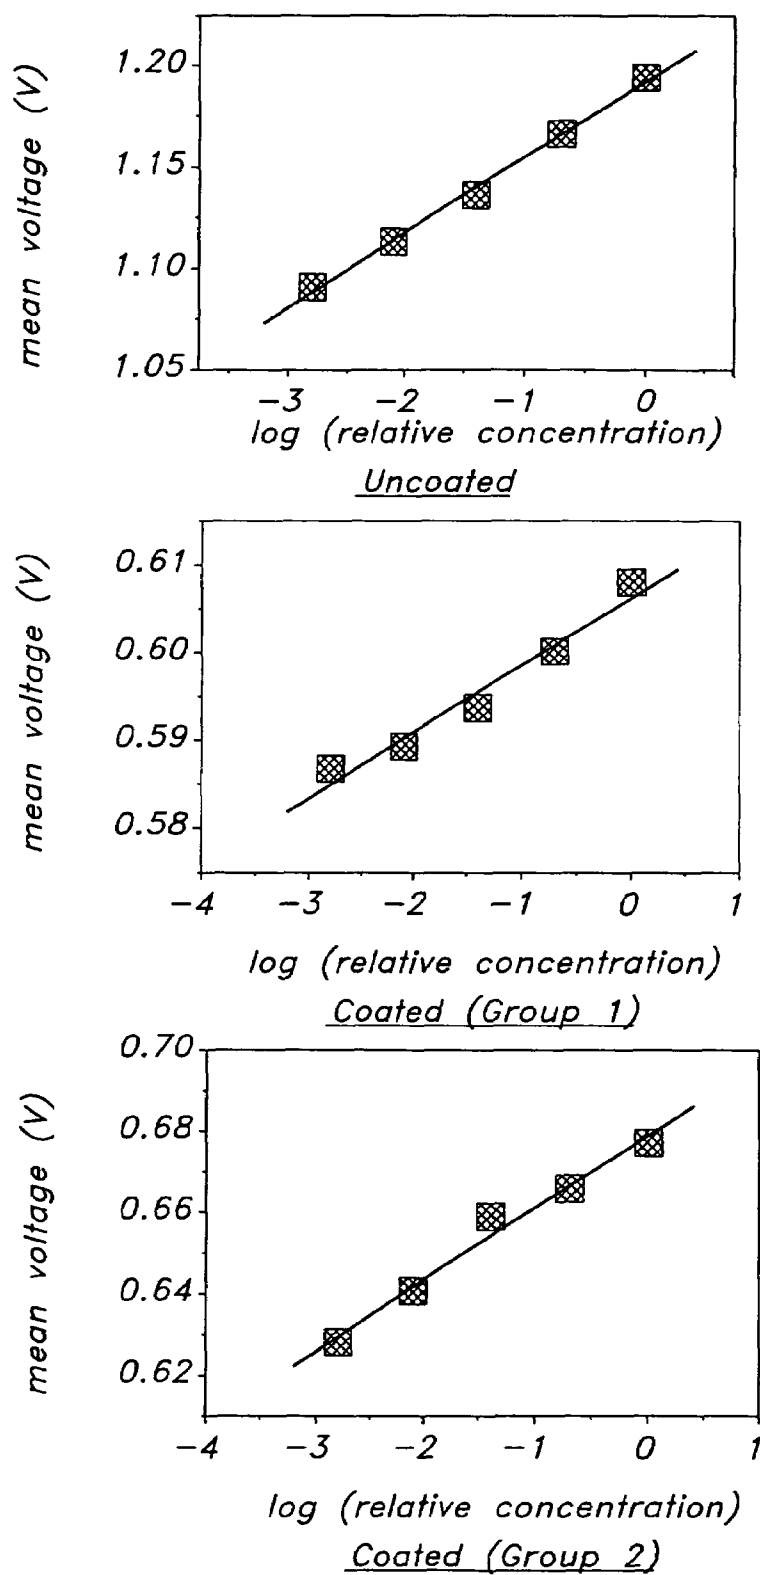 mean voltage (V)
1.20
1.15
1.10
1.05
-3 -2 -1 0
log (relative concentration)
Uncoated
mean voltage (V)
0.61
0.60
0.59
0.58
-4 -3 -2 -1 0 1
log (relative concentration)
Coated (Group 1)
mean voltage (V)
0.70
0.68
0.66
0.64
0.62
-4 -3 -2 -1 0 1
log (relative concentration)
Coated (Group 2)